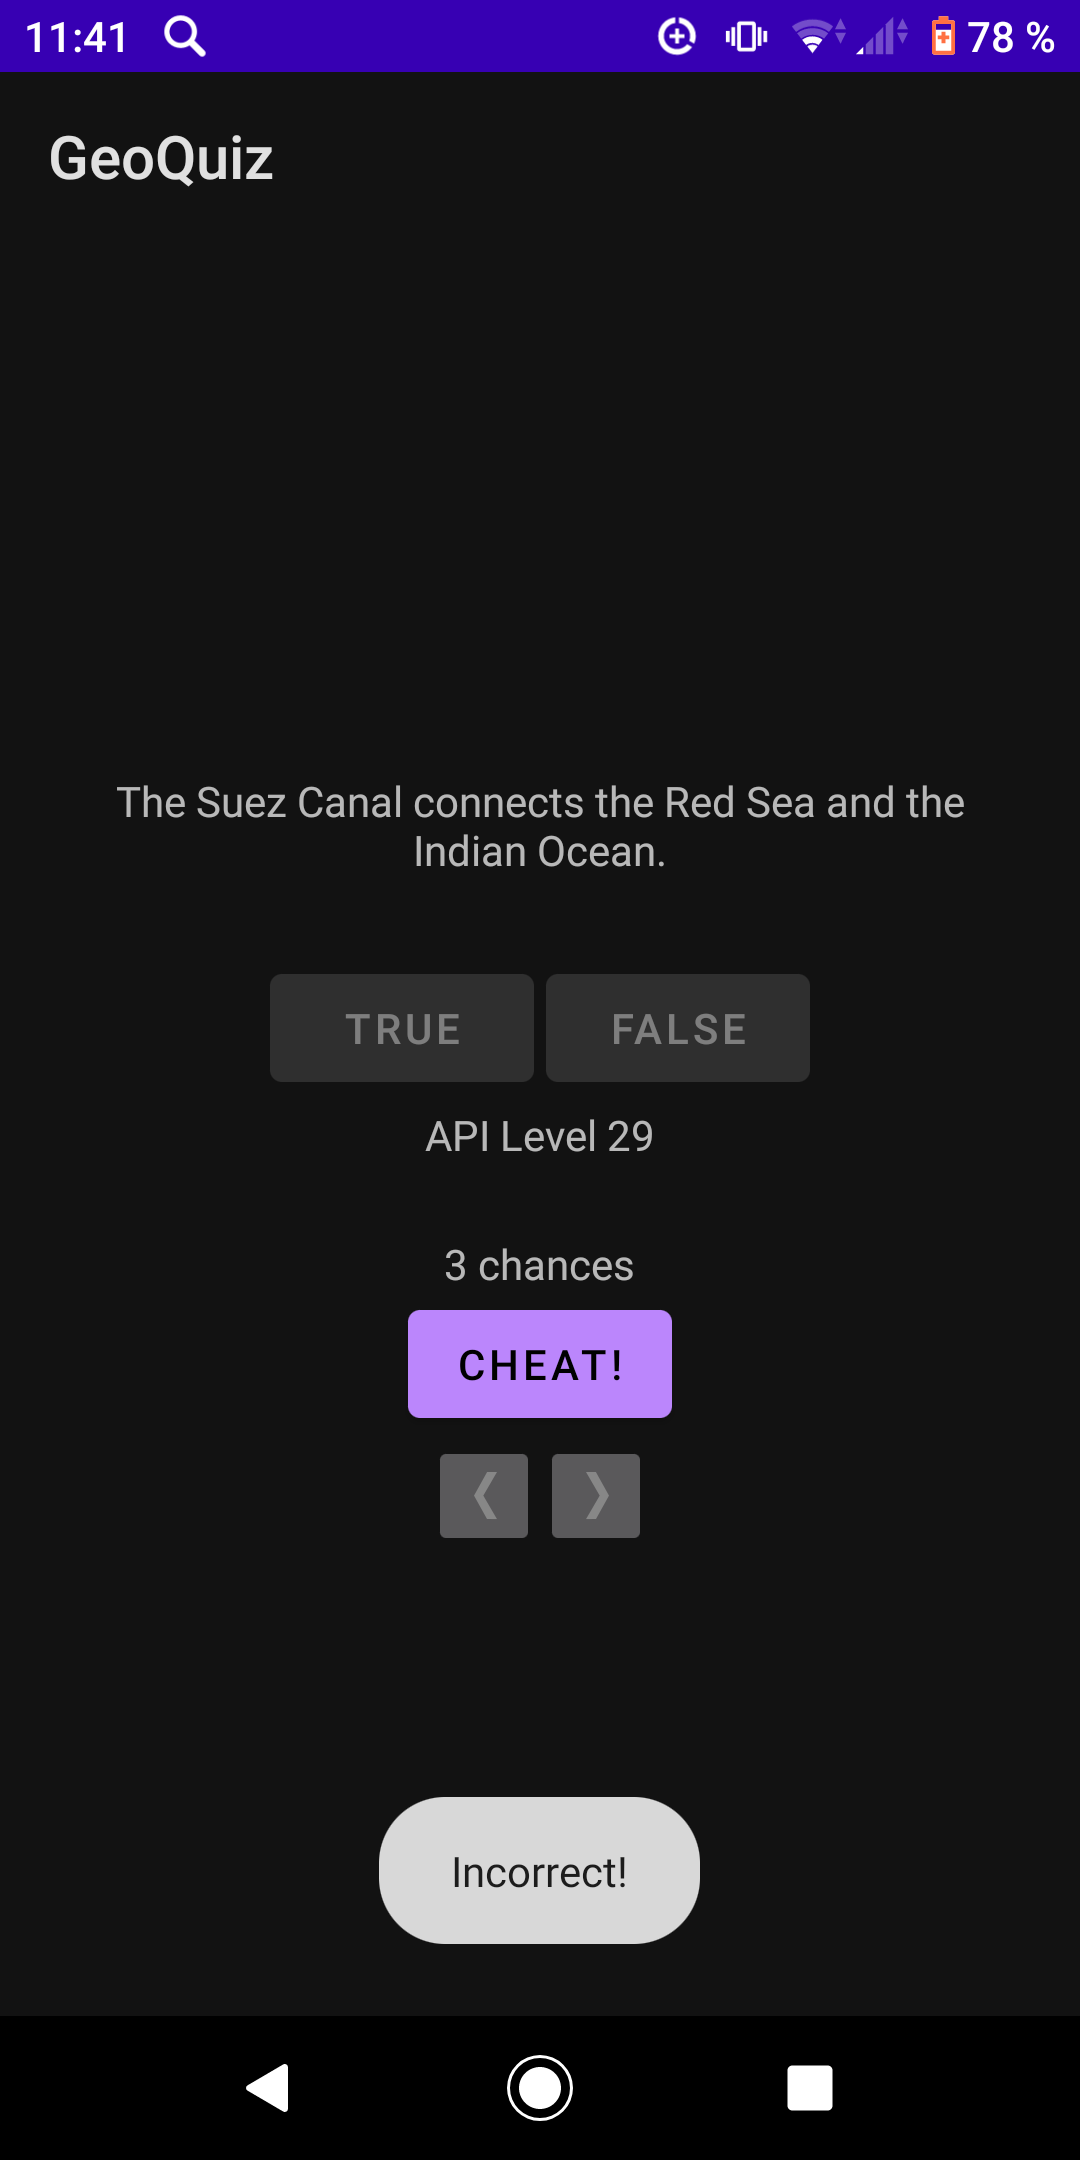 11:41
78 %
GeoQuiz
The Suez Canal connects the Red Sea and the
Indian Ocean.
TRUE
FALSE
API Level 29
3 chances
CHEAT!
Incorrect!